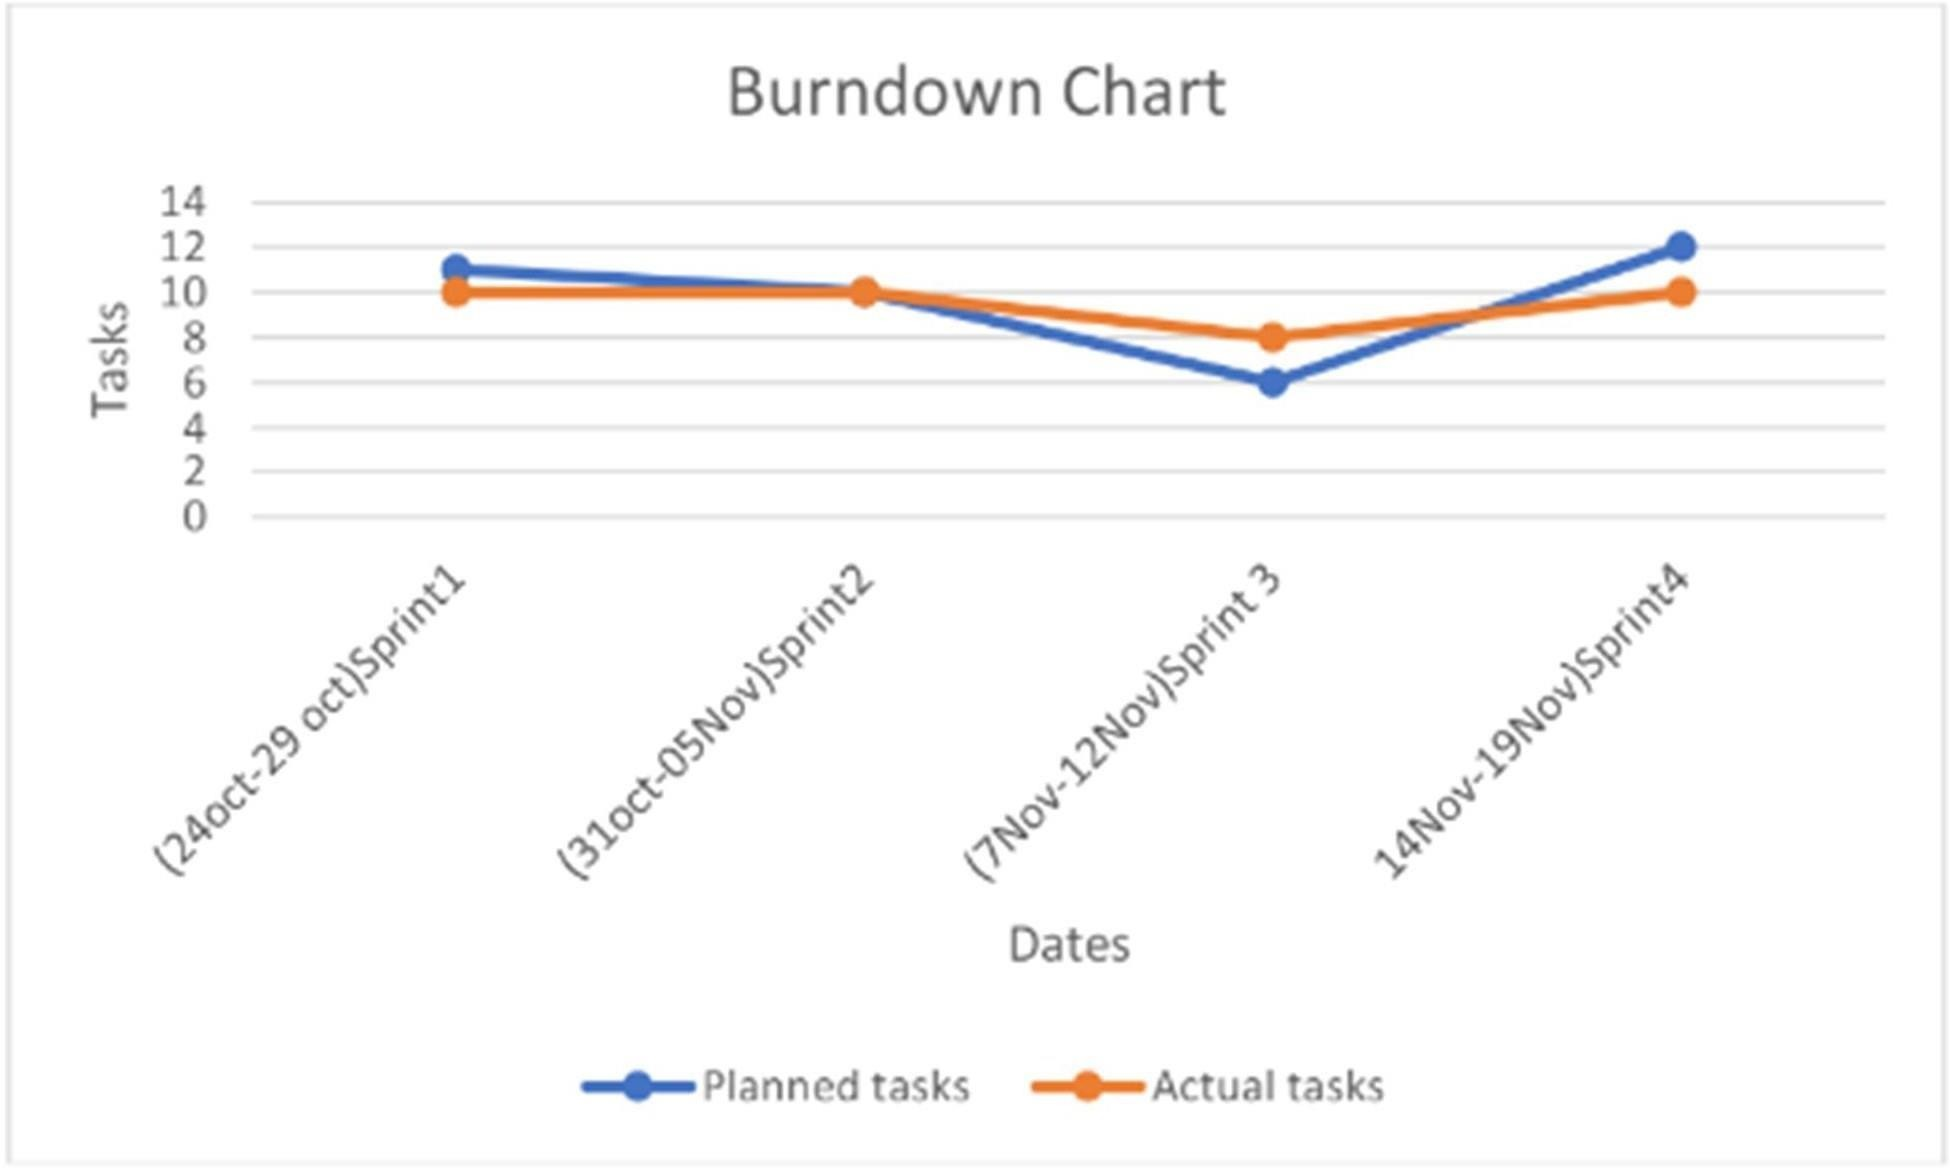 Burndown Chart
14
12
10
8
6
4
2
0
Tasks
(24oct-29 oct)Sprint1
(31oct-05Nov)Sprint2
(7Nov-12Nov)Sprint 3
14Nov-19Nov)Sprint4
Dates
Planned tasks
Actual tasks